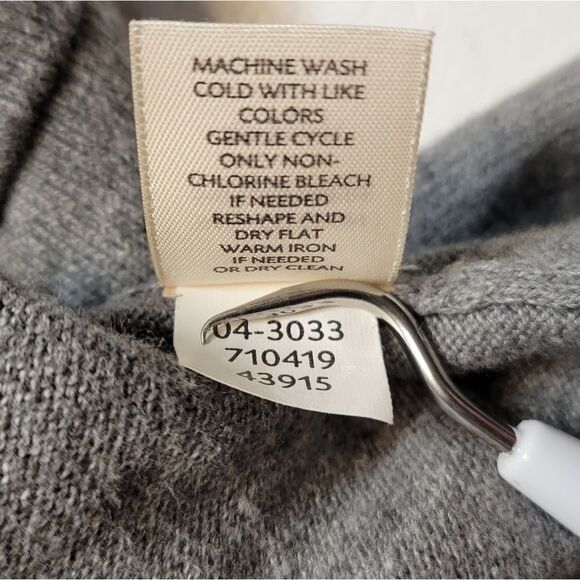 MACHINE WASH
COLD WITH LIKE
COLORS
GENTLE CYCLE
ONLY NON-
CHLORINE BLEACH
IF NEEDED
RESHAPE AND
DRY FLAT
WARM IRON
IF NEEDED
OR DRY CLEAN
04-3033
710419
43915